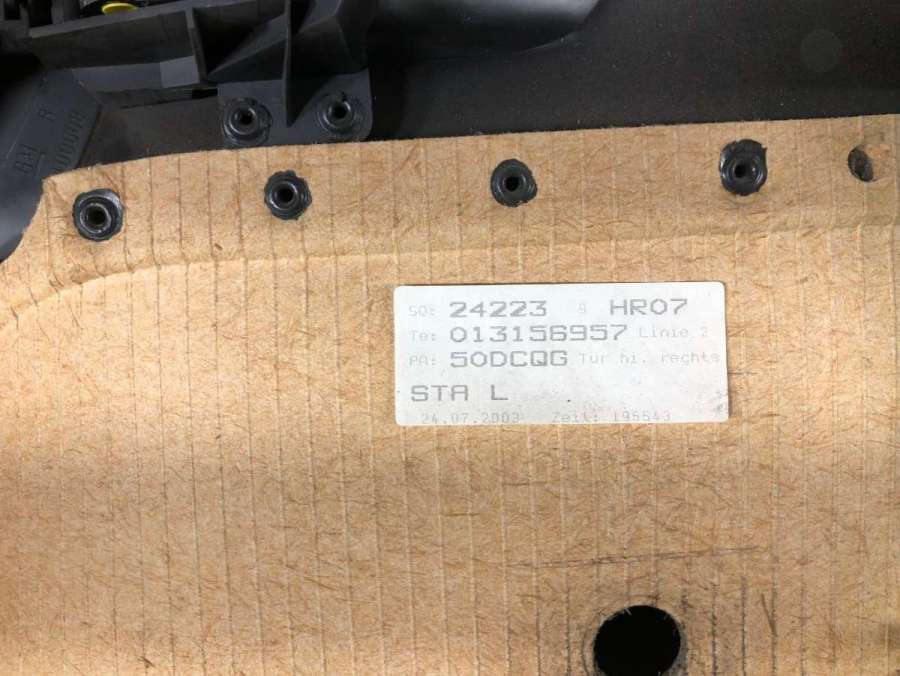 SO: 24223 g HR07
Te: 013156957 Linie 2
PA: 50DCQG Tür hi. rechts
STA L
24.07.2003 Zeit: 195543